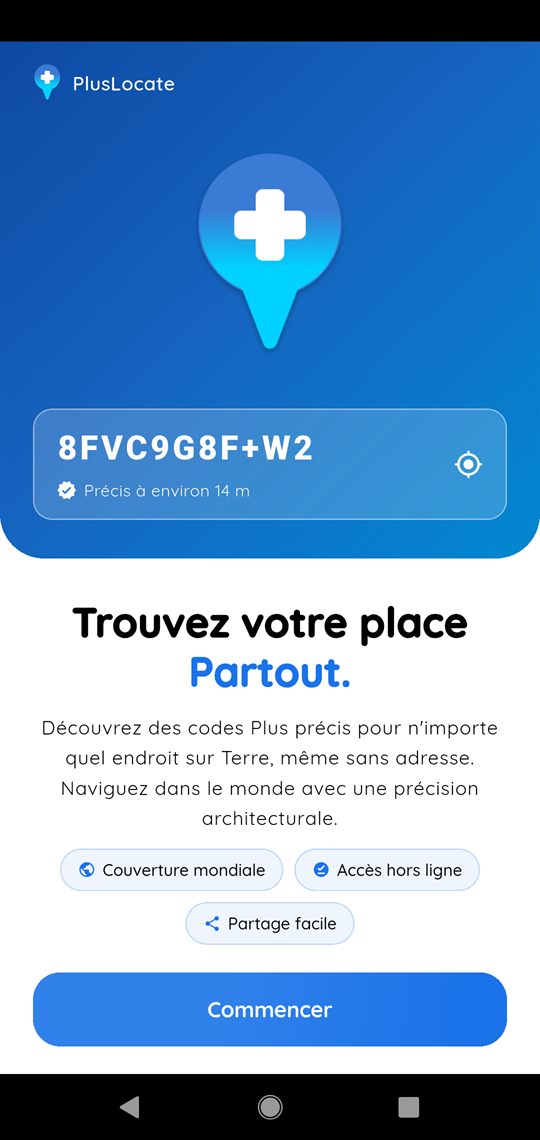 PlusLocate
8FVC9G8F+W2
Précis à environ 14 m
Trouvez votre place
Partout.
Découvrez des codes Plus précis pour n'importe
quel endroit sur Terre, même sans adresse.
Naviguez dans le monde avec une précision
architecturale.
Couverture mondiale
Accès hors ligne
Partage facile
Commencer